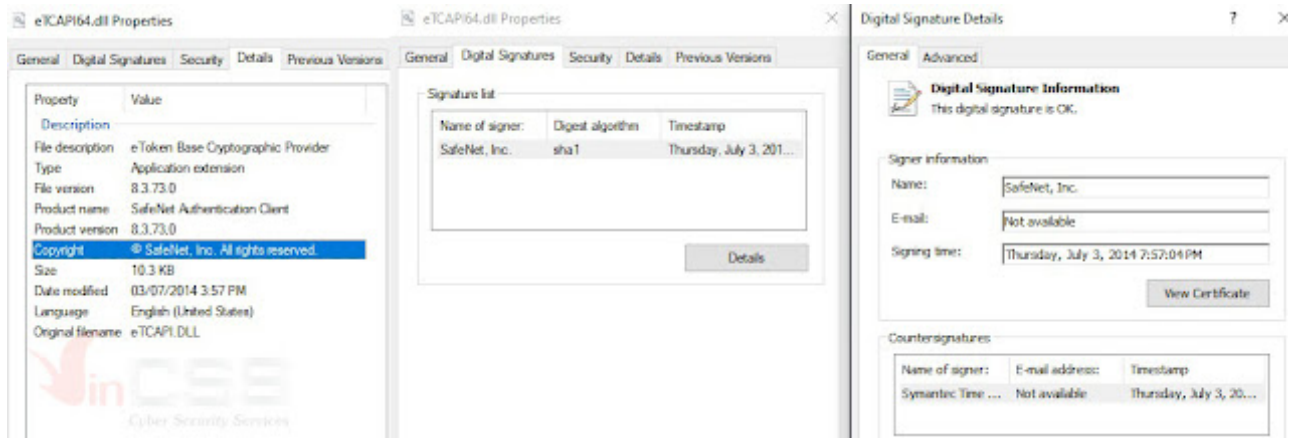 eTCAPI64.dll Properties
General Digital Signatures Security Details Previous Versions
Property Value
Description
File description eToken Base Cryptographic Provider
Type Application extension
File version 8.3.73.0
Product name SafeNet Authentication Client
Product version 8.3.73.0
Copyright © SafeNet, Inc. All rights reserved.
Size 10.3 KB
Date modified 03/07/2014 3:57 PM
Language English (United States)
Original filename eTCAPI.DLL
in CSS
Cyber Security Services
eTCAPI64.dll Properties
General Digital Signatures Security Details Previous Versions
Signature list
Name of signer: Digest algorithm Timestamp
SafeNet, Inc. sha1 Thursday, July 3, 201...
Details
Digital Signature Details ?
General Advanced
Digital Signature Information
This digital signature is OK.
Signer information
Name: SafeNet, Inc.
E-mail: Not available
Signing time: Thursday, July 3, 2014 7:57:04 PM
View Certificate
Countersignatures
Name of signer: E-mail address: Timestamp
Symantec Time ... Not available Thursday, July 3, 20...